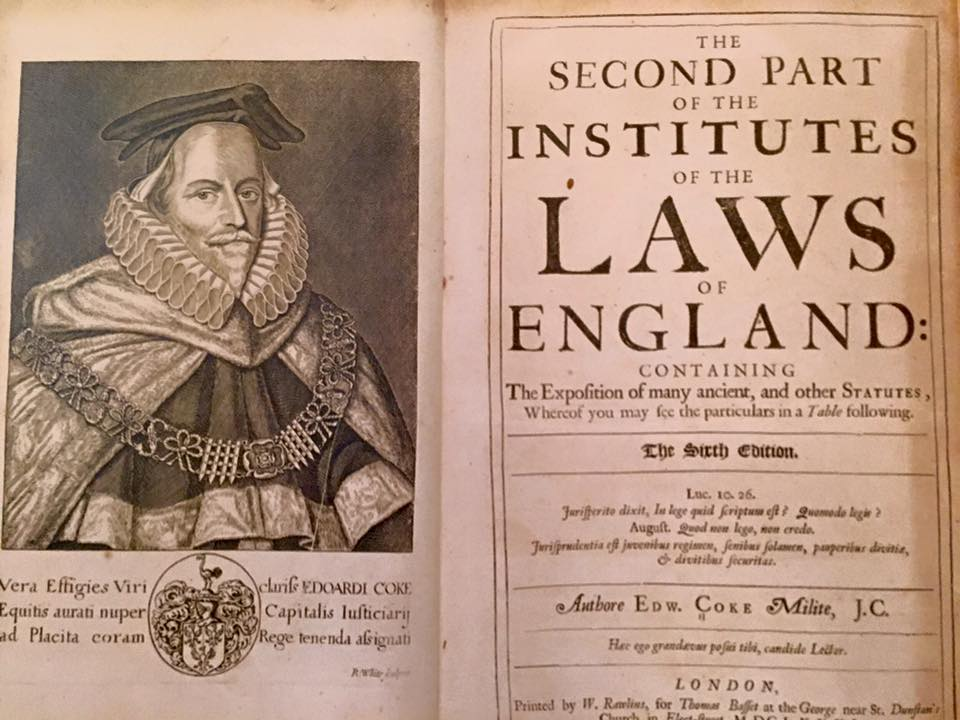 Vera Effigies Viri clariſs EDOARDI COKE
Equitis aurati nuper Capitalis Iusticiarij
ad Placita coram Rege tenenda aſsignati
R. White
THE
SECOND PART
OF THE
INSTITUTES
OF THE
LAWS
OF
ENGLAND:
CONTAINING
The Expoſition of many ancient, and other STATUTES,
Whereof you may ſee the particulars in a Table following.
The Sixth Edition.
Luc. 10. 26.
Juriſperito dixit, In lege quid ſcriptum eſt? Quomodo legis?
Auguſt. Quod non lego, non credo.
Juriſprudentia eſt juvenibus regimen, ſenibus ſolamen, pauperibus divitiæ,
& divitibus ſecuritas.
Authore EDW. COKE Milite, J.C.
Hæc ego grandævus poſui tibi, candide Lector.
LONDON,
Printed by W. Rawlins, for Thomas Baſſet at the George near St. Dunſtan's
Church in Fleet-ſtreet,